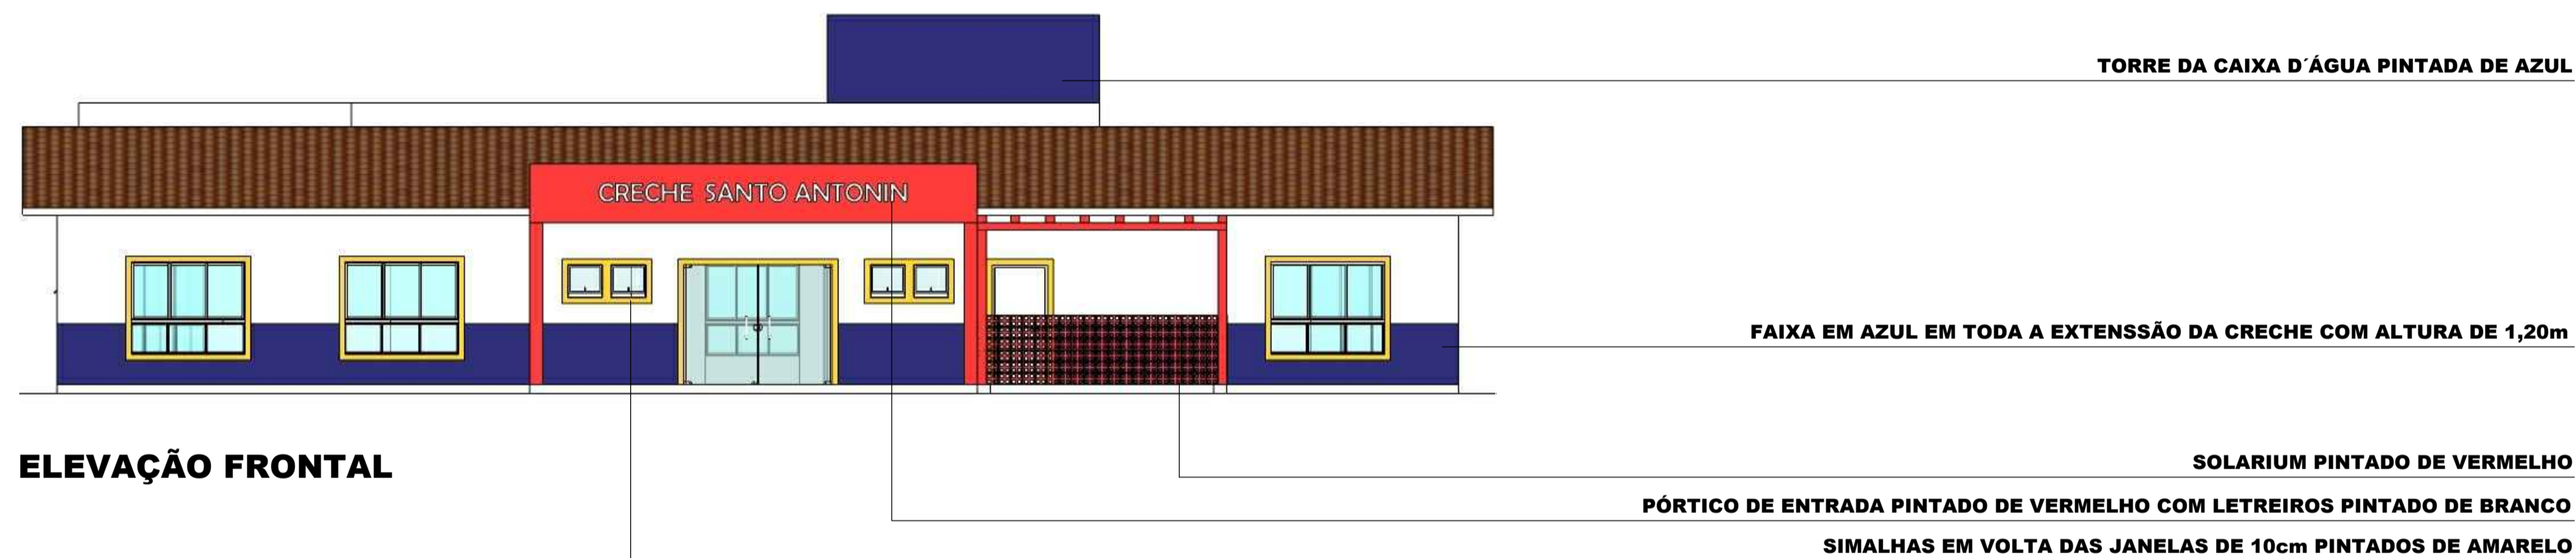 TORRE DA CAIXA D´ÁGUA PINTADA DE AZUL
CRECHE SANTO ANTONIN
FAIXA EM AZUL EM TODA A EXTENSSÃO DA CRECHE COM ALTURA DE 1,20m
ELEVAÇÃO FRONTAL
SOLARIUM PINTADO DE VERMELHO
PÓRTICO DE ENTRADA PINTADO DE VERMELHO COM LETREIROS PINTADO DE BRANCO
SIMALHAS EM VOLTA DAS JANELAS DE 10cm PINTADOS DE AMARELO